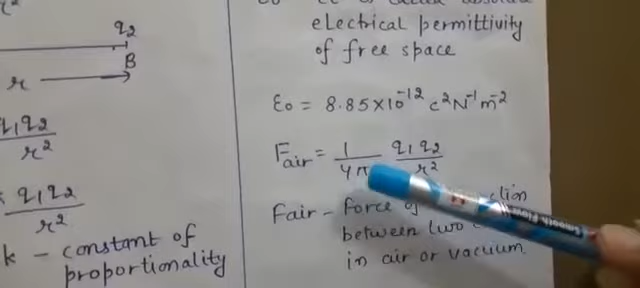 q2
B
r
q1q2
r²
q1q2
r²
k - constant of
proportionality
electrical permittivity
of free space
ε0 = 8.85×10⁻¹² c²N⁻¹m⁻²
Fair = 1/4π q1q2/r²
Fair - force of
between two
in air or vacuum